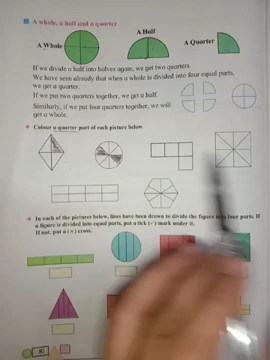 A whole, a half and a quarter
A Half
A Whole
A Quarter
If we divide a half into halves again, we get two quarters.
We have seen already that when a whole is divided into four equal parts,
we get a quarter.
If we put two quarters together, we get a half.
Similarly, if we put four quarters together, we will
get a whole.
Colour a quarter part of each picture below.
In each of the pictures below, lines have been drawn to divide the figure into four parts. If
a figure is divided into equal parts, put a tick (✓) mark under it.
If not, put a (×) cross.
80